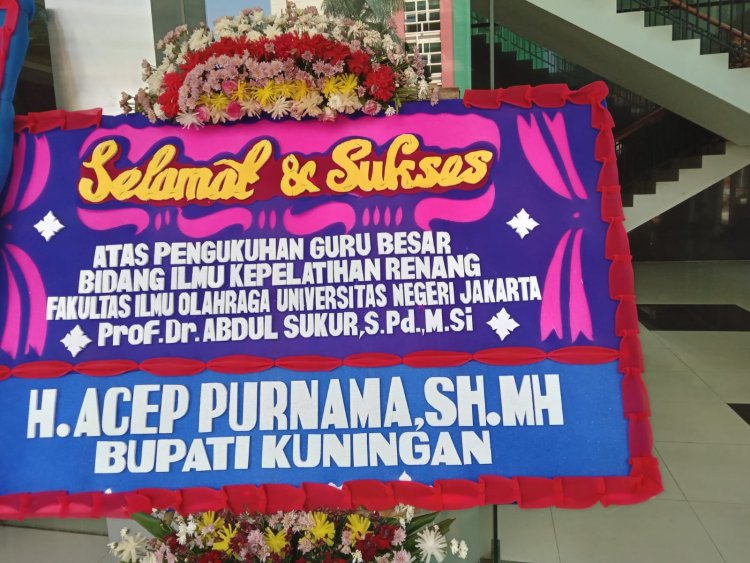 Selamat & Sukses
ATAS PENGUKUHAN GURU BESAR
BIDANG ILMU KEPELATIHAN RENANG
FAKULTAS ILMU OLAHRAGA UNIVERSITAS NEGERI JAKARTA
Prof.Dr.ABDUL SUKUR,S.Pd.,M.Si
H.ACEP PURNAMA,SH.MH
BUPATI KUNINGAN